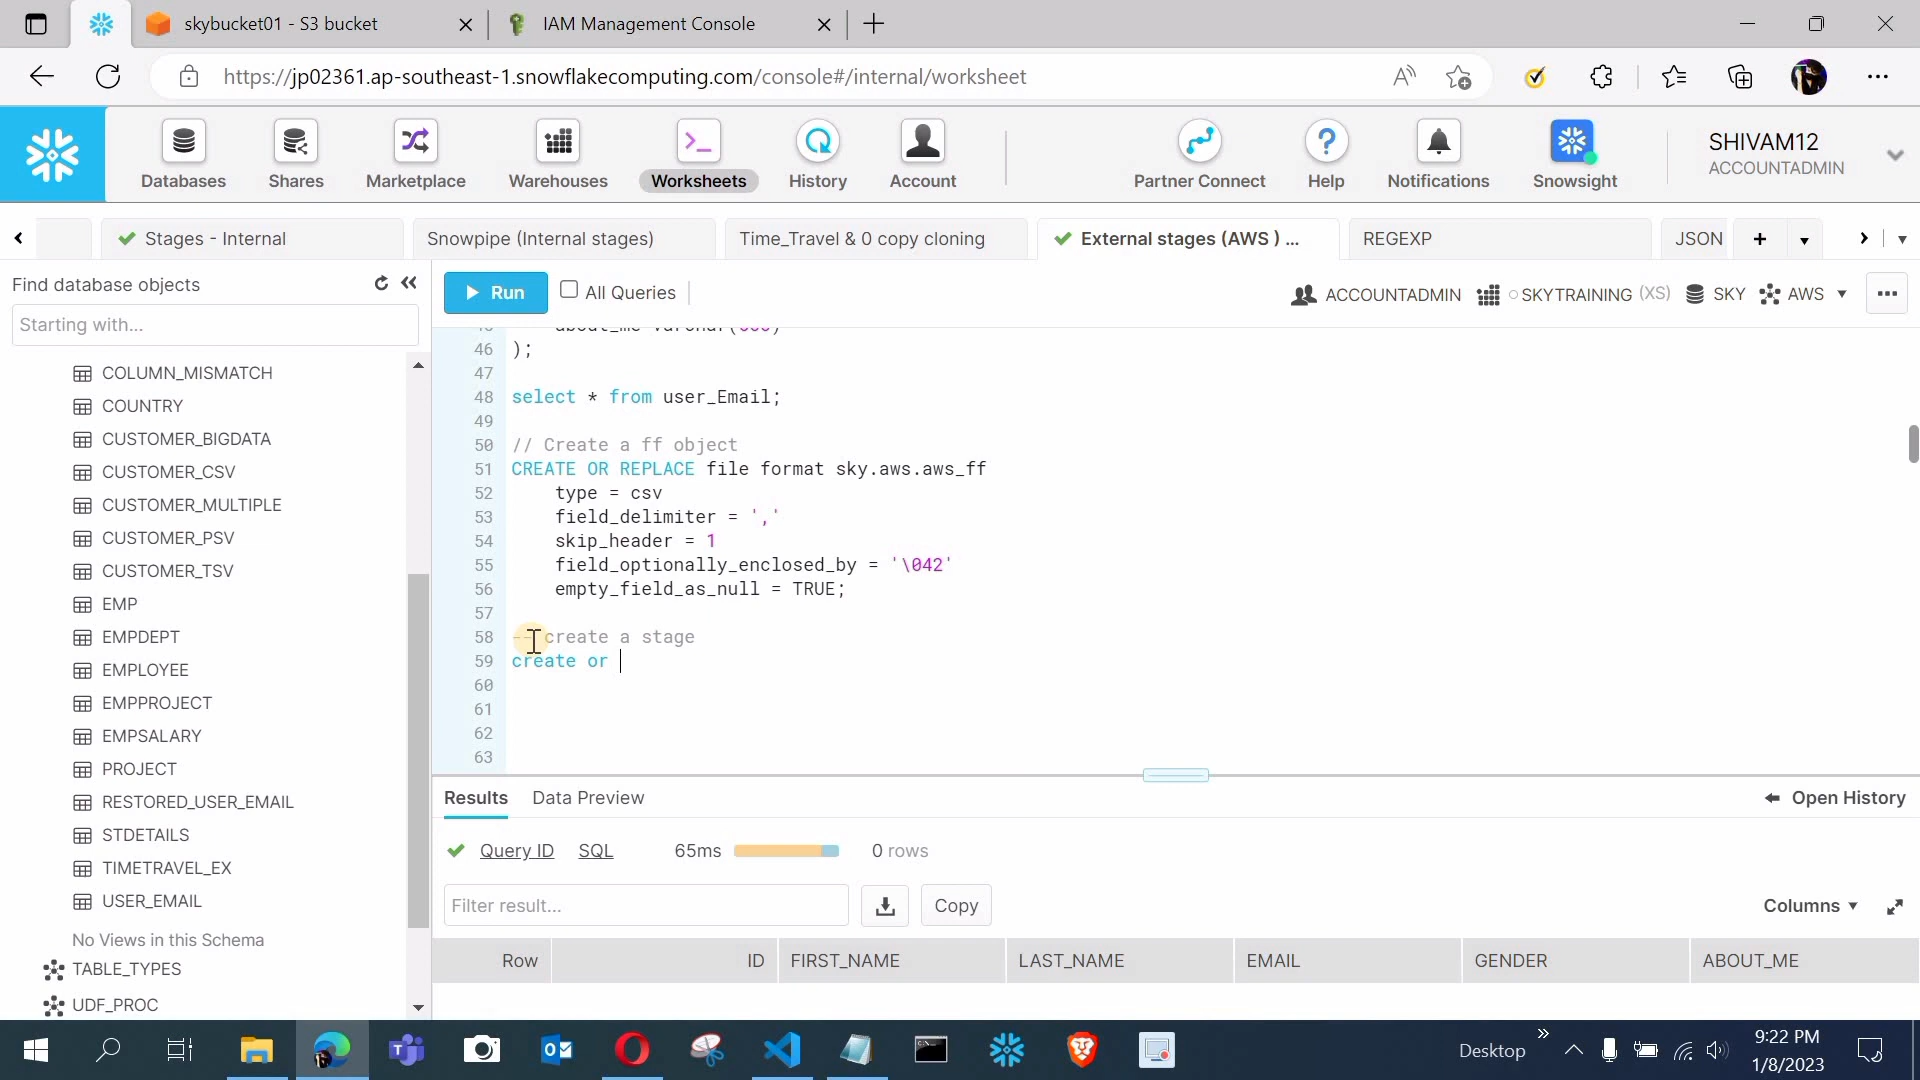 skybucket01 - S3 bucket
IAM Management Console
https://jp02361.ap-southeast-1.snowflakecomputing.com/console#/internal/worksheet
Databases
Shares
Marketplace
Warehouses
Worksheets
History
Account
Partner Connect
Help
Notifications
Snowsight
SHIVAM12
ACCOUNTADMIN
Stages - Internal
Snowpipe (Internal stages)
Time_Travel & 0 copy cloning
External stages (AWS ) ...
REGEXP
JSON
Find database objects
Starting with...
COLUMN_MISMATCH
COUNTRY
CUSTOMER_BIGDATA
CUSTOMER_CSV
CUSTOMER_MULTIPLE
CUSTOMER_PSV
CUSTOMER_TSV
EMP
EMPDEPT
EMPLOYEE
EMPPROJECT
EMPSALARY
PROJECT
RESTORED_USER_EMAIL
STDETAILS
TIMETRAVEL_EX
USER_EMAIL
No Views in this Schema
TABLE_TYPES
UDF_PROC
Run
All Queries
ACCOUNTADMIN
SKYTRAINING (XS)
SKY
AWS
46 );
47
48 select * from user_Email;
49
50 // Create a ff object
51 CREATE OR REPLACE file format sky.aws.aws_ff
52 type = csv
53 field_delimiter = ','
54 skip_header = 1
55 field_optionally_enclosed_by = '\042'
56 empty_field_as_null = TRUE;
57
58 -- create a stage
59 create or
60
61
62
63
Results
Data Preview
Open History
Query ID
SQL
65ms
0 rows
Filter result...
Copy
Columns
Row
ID
FIRST_NAME
LAST_NAME
EMAIL
GENDER
ABOUT_ME
Desktop
9:22 PM
1/8/2023